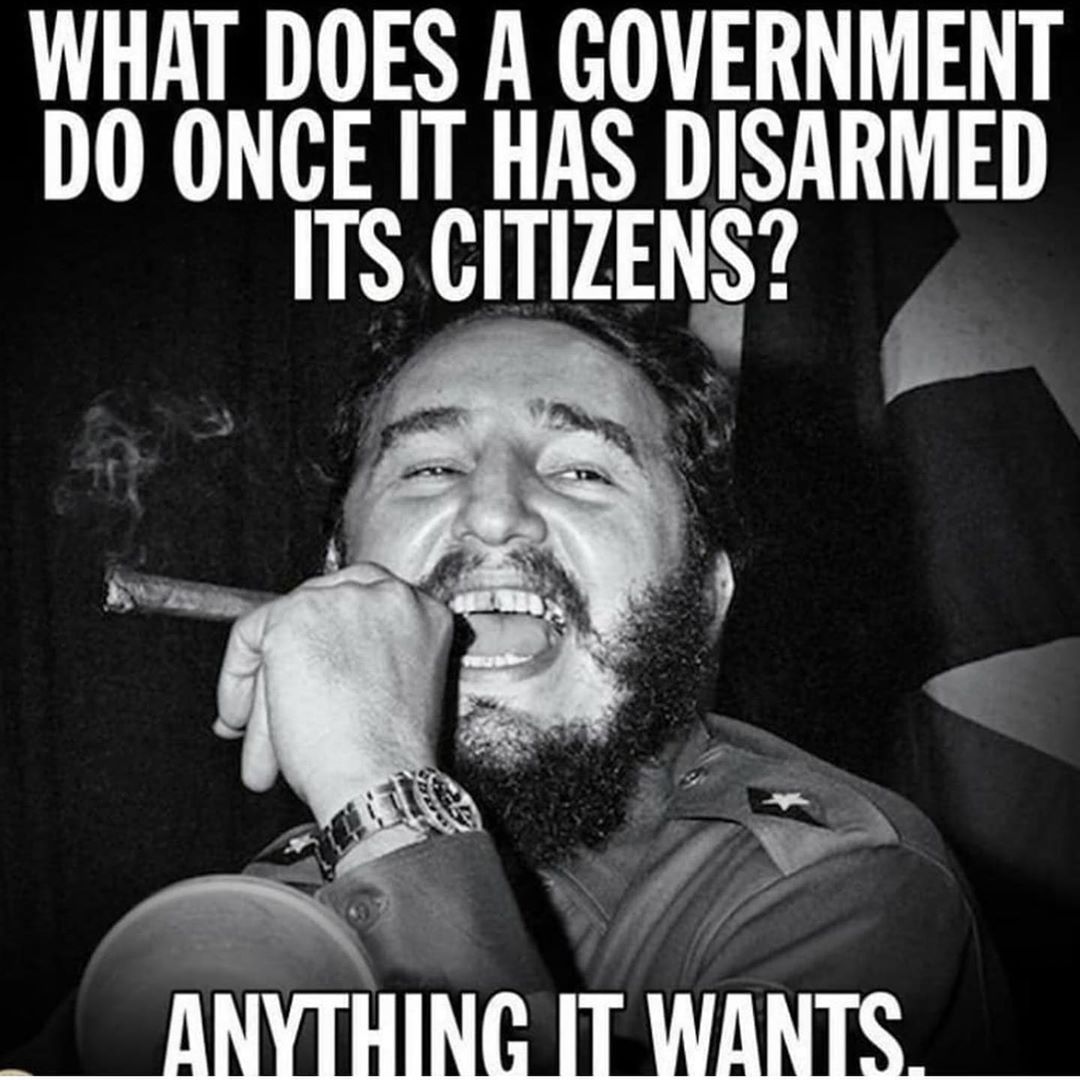 WHAT DOES A GOVERNMENT
DO ONCE IT HAS DISARMED
ITS CITIZENS?
ANYTHING IT WANTS.